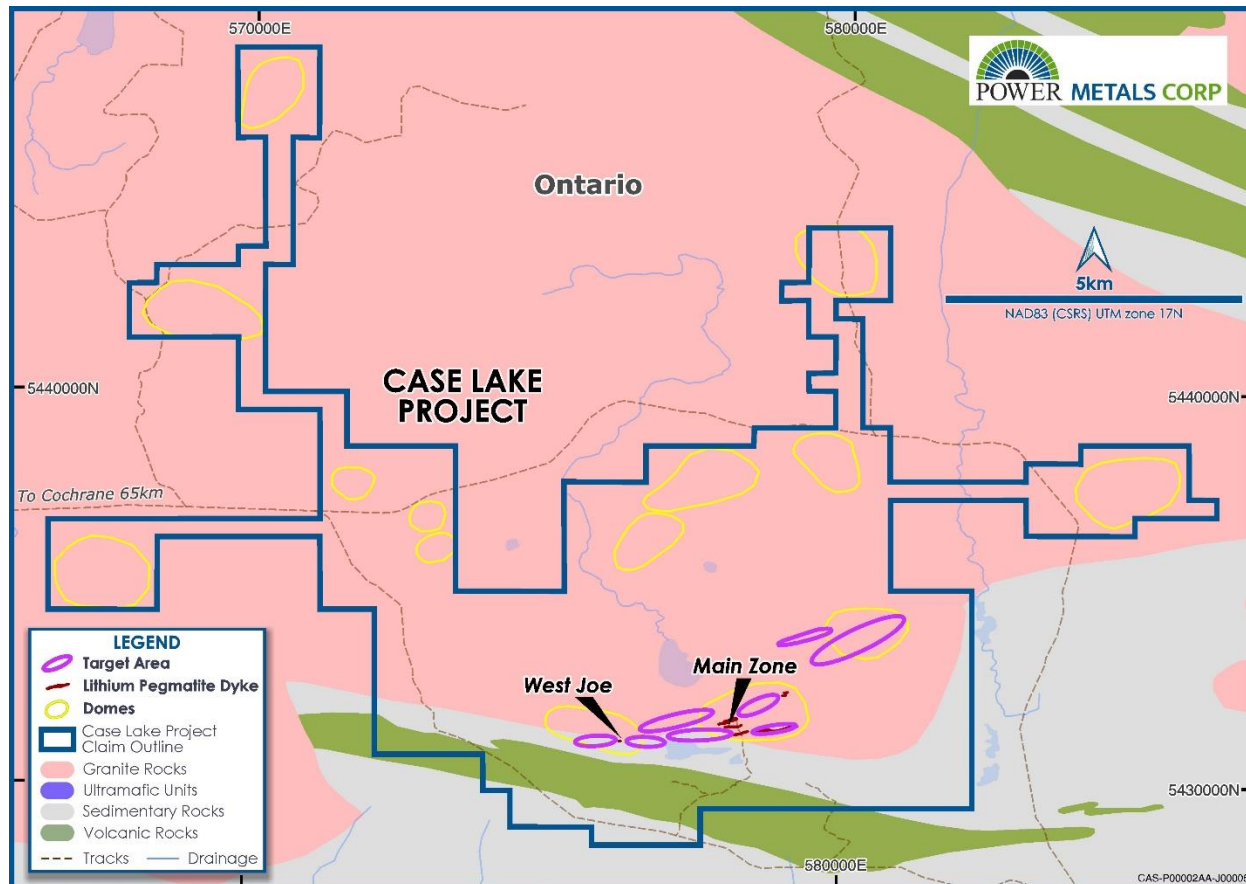 570000E
580000E
POWER METALS CORP
Ontario
5km
NAD83 (CSRS) UTM zone 17N
5440000N
CASE LAKE
PROJECT
5440000N
To Cochrane 65km
LEGEND
Target Area
Lithium Pegmatite Dyke
Domes
Case Lake Project
Claim Outline
Granite Rocks
Ultramafic Units
Sedimentary Rocks
Volcanic Rocks
Tracks
Drainage
West Joe
Main Zone
5430000N
580000E